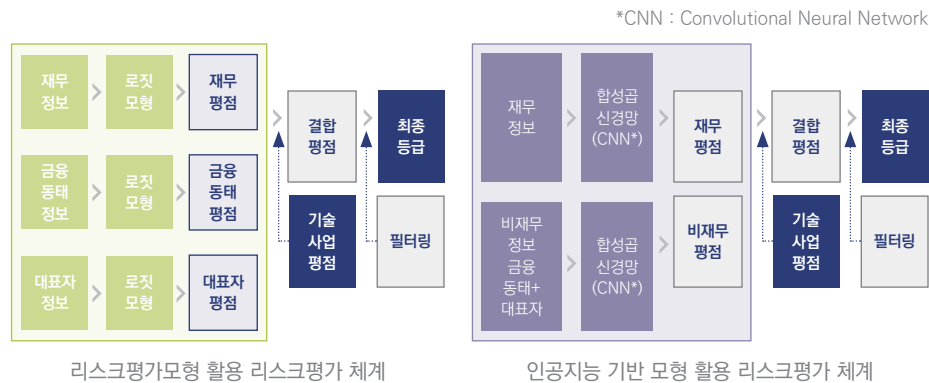 *CNN : Convolutional Neural Network
재무
정보
로짓
모형
재무
평점
금융
동태
정보
로짓
모형
금융
동태
평점
대표자
정보
로짓
모형
대표자
평점
결합
평점
최종
등급
기술
사업
평점
필터링
리스크평가모형 활용 리스크평가 체계
재무
정보
합성곱
신경망
(CNN*)
재무
평점
비재무
정보
금융
동태+
대표자
합성곱
신경망
(CNN*)
비재무
평점
결합
평점
최종
등급
기술
사업
평점
필터링
인공지능 기반 모형 활용 리스크평가 체계